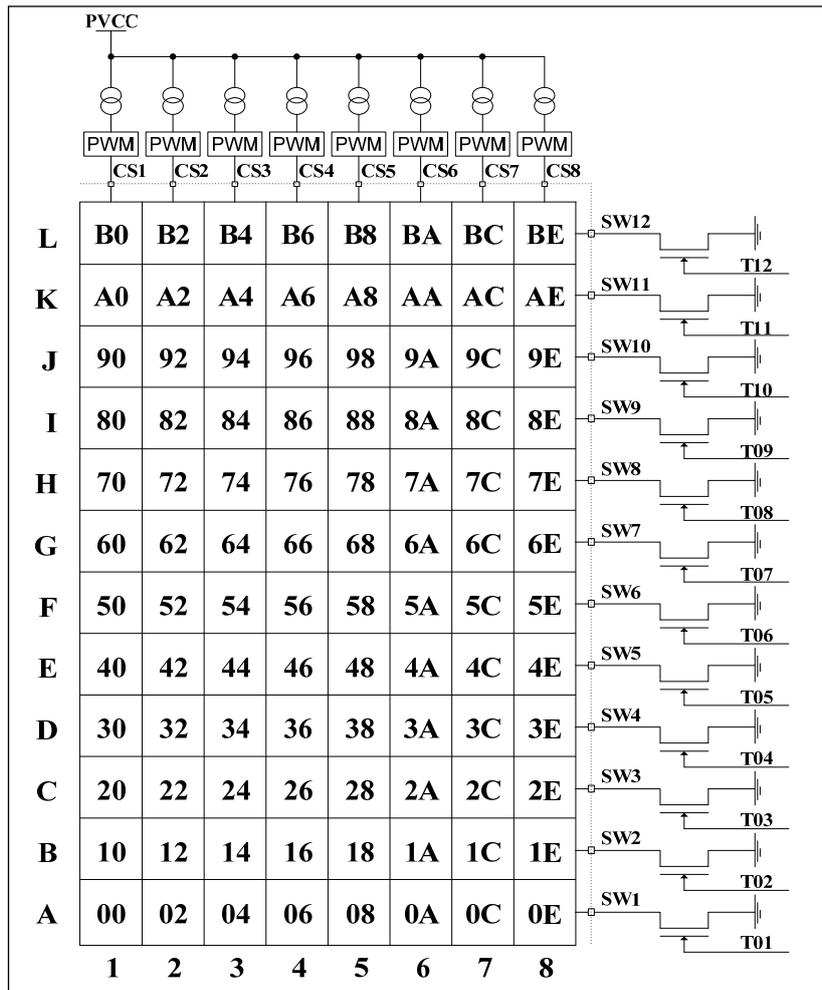 PVCC
PWM PWM PWM PWM PWM PWM PWM PWM
CS1 CS2 CS3 CS4 CS5 CS6 CS7 CS8
L B0 B2 B4 B6 B8 BA BC BE SW12
T12
K A0 A2 A4 A6 A8 AA AC AE SW11
T11
J 90 92 94 96 98 9A 9C 9E SW10
T10
I 80 82 84 86 88 8A 8C 8E SW9
T09
H 70 72 74 76 78 7A 7C 7E SW8
T08
G 60 62 64 66 68 6A 6C 6E SW7
T07
F 50 52 54 56 58 5A 5C 5E SW6
T06
E 40 42 44 46 48 4A 4C 4E SW5
T05
D 30 32 34 36 38 3A 3C 3E SW4
T04
C 20 22 24 26 28 2A 2C 2E SW3
T03
B 10 12 14 16 18 1A 1C 1E SW2
T02
A 00 02 04 06 08 0A 0C 0E SW1
T01
1 2 3 4 5 6 7 8